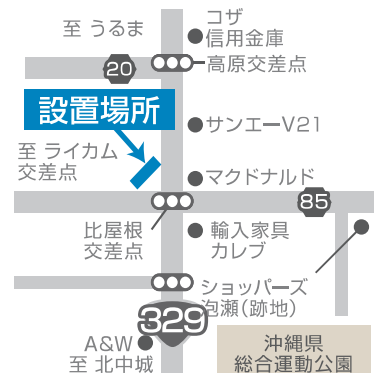 至 うるま
コザ
信用金庫
20
高原交差点
設置場所
サンエーV21
至 ライカム
交差点
マクドナルド
85
比屋根
交差点
輸入家具
カレブ
ショッパーズ
泡瀬(跡地)
329
A&W
至 北中城
沖縄県
総合運動公園